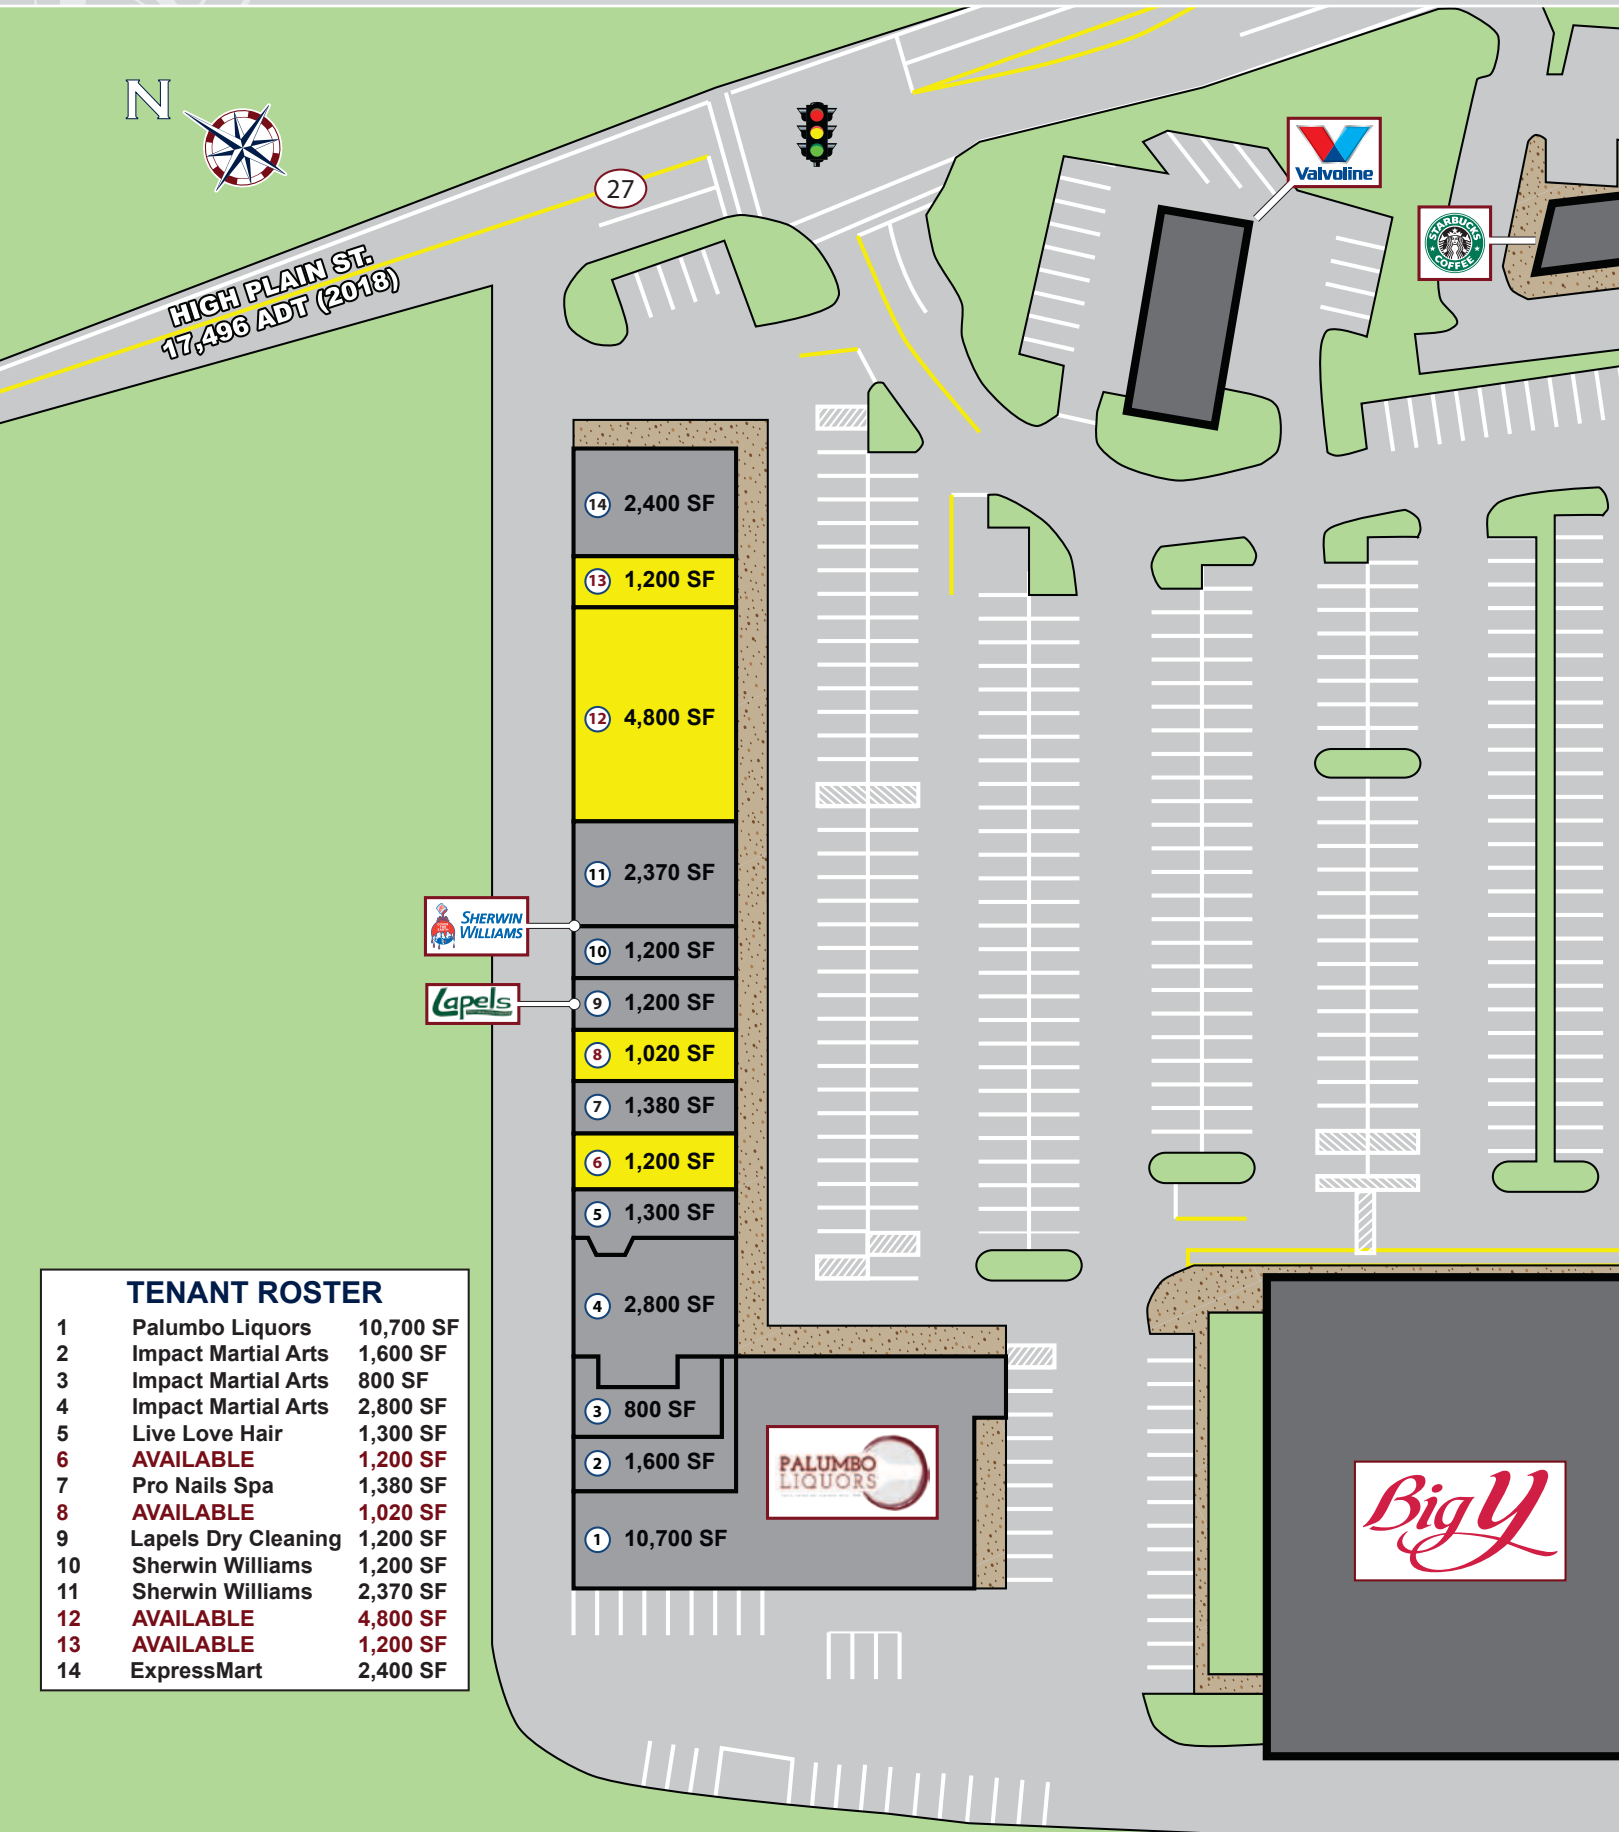 N
27
HIGH PLAIN ST.
17,496 ADT (2018)
Valvoline
STARBUCKS
COFFEE
14 2,400 SF
13 1,200 SF
12 4,800 SF
11 2,370 SF
SHERWIN
WILLIAMS
10 1,200 SF
Lapels
9 1,200 SF
8 1,020 SF
7 1,380 SF
6 1,200 SF
5 1,300 SF
4 2,800 SF
3 800 SF
2 1,600 SF
1 10,700 SF
PALUMBO
LIQUORS
Big Y
TENANT ROSTER
1 Palumbo Liquors 10,700 SF
2 Impact Martial Arts 1,600 SF
3 Impact Martial Arts 800 SF
4 Impact Martial Arts 2,800 SF
5 Live Love Hair 1,300 SF
6 AVAILABLE 1,200 SF
7 Pro Nails Spa 1,380 SF
8 AVAILABLE 1,020 SF
9 Lapels Dry Cleaning 1,200 SF
10 Sherwin Williams 1,200 SF
11 Sherwin Williams 2,370 SF
12 AVAILABLE 4,800 SF
13 AVAILABLE 1,200 SF
14 ExpressMart 2,400 SF